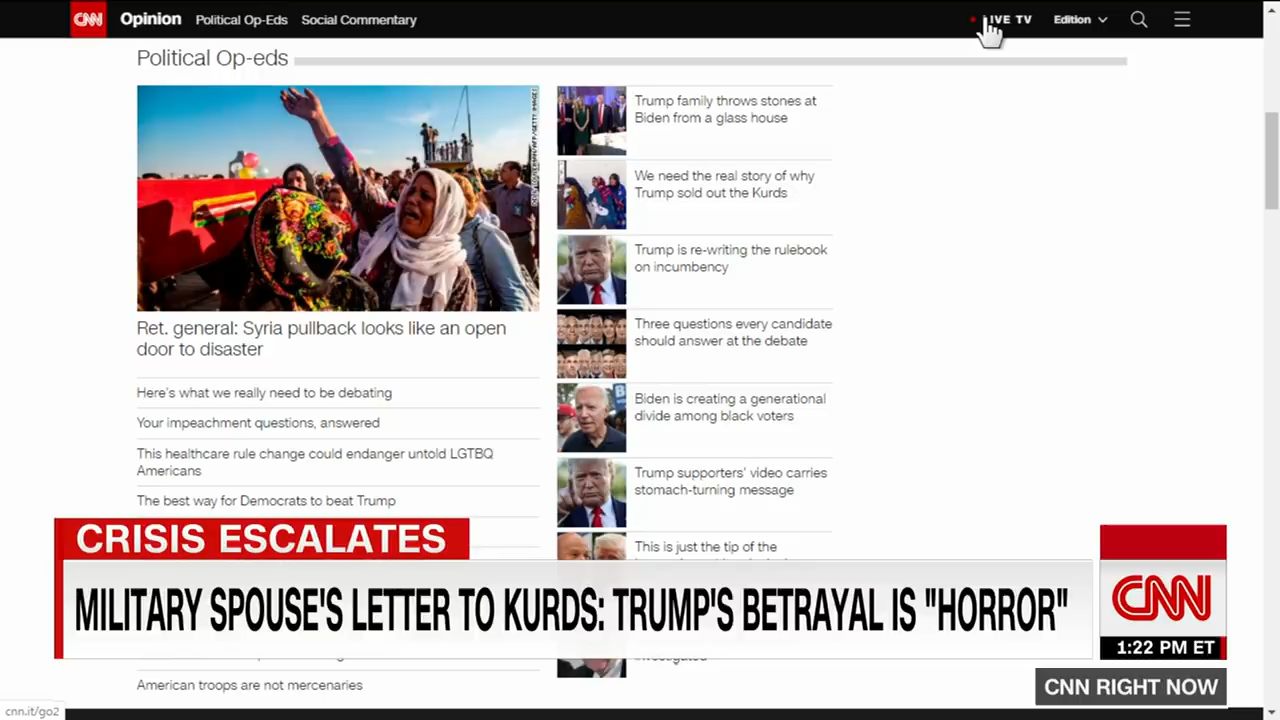 CNN Opinion Political Op-Eds Social Commentary
LIVE TV Edition
Political Op-eds
Ret. general: Syria pullback looks like an open
door to disaster
Here's what we really need to be debating
Your impeachment questions, answered
This healthcare rule change could endanger untold LGTBQ
Americans
The best way for Democrats to beat Trump
American troops are not mercenaries
Trump family throws stones at
Biden from a glass house
We need the real story of why
Trump sold out the Kurds
Trump is re-writing the rulebook
on incumbency
Three questions every candidate
should answer at the debate
Biden is creating a generational
divide among black voters
Trump supporters' video carries
stomach-turning message
This is just the tip of the
CRISIS ESCALATES
MILITARY SPOUSE'S LETTER TO KURDS: TRUMP'S BETRAYAL IS "HORROR"
CNN
1:22 PM ET
CNN RIGHT NOW
cnn.it/go2